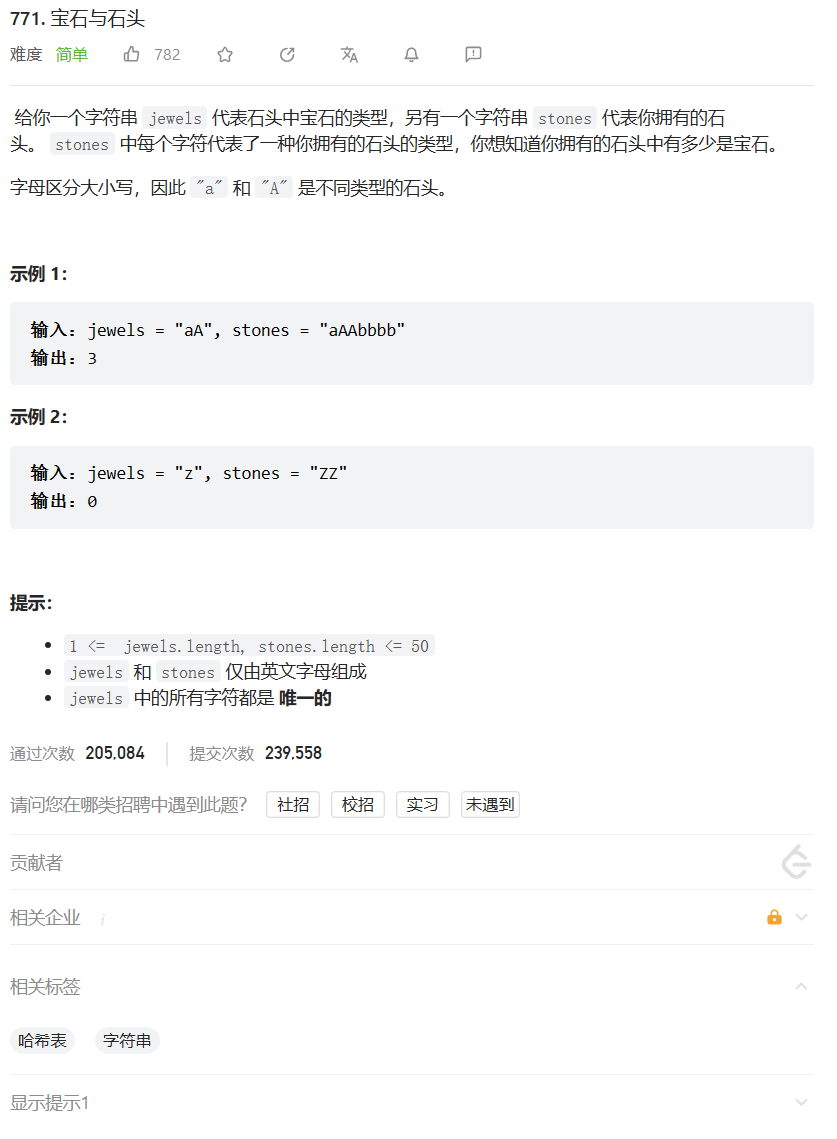 771. 宝石与石头
难度 简单 782
给你一个字符串 jewels 代表石头中宝石的类型，另有一个字符串 stones 代表你拥有的石
头。 stones 中每个字符代表了一种你拥有的石头的类型，你想知道你拥有的石头中有多少是宝石。
字母区分大小写，因此 "a" 和 "A" 是不同类型的石头。
示例 1：
输入：jewels = "aA", stones = "aAAbbbb"
输出：3
示例 2：
输入：jewels = "z", stones = "ZZ"
输出：0
提示：
• 1 <= jewels.length, stones.length <= 50
• jewels 和 stones 仅由英文字母组成
• jewels 中的所有字符都是 唯一的
通过次数 205,084 提交次数 239,558
请问您在哪类招聘中遇到此题？ 社招 校招 实习 未遇到
贡献者
相关企业 i
相关标签
哈希表 字符串
显示提示1